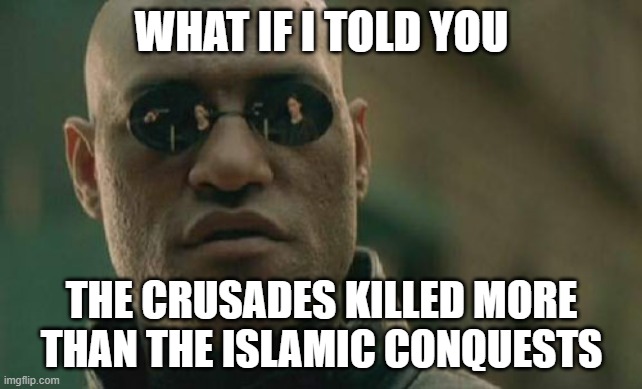 WHAT IF I TOLD YOU
THE CRUSADES KILLED MORE
THAN THE ISLAMIC CONQUESTS
imgflip.com